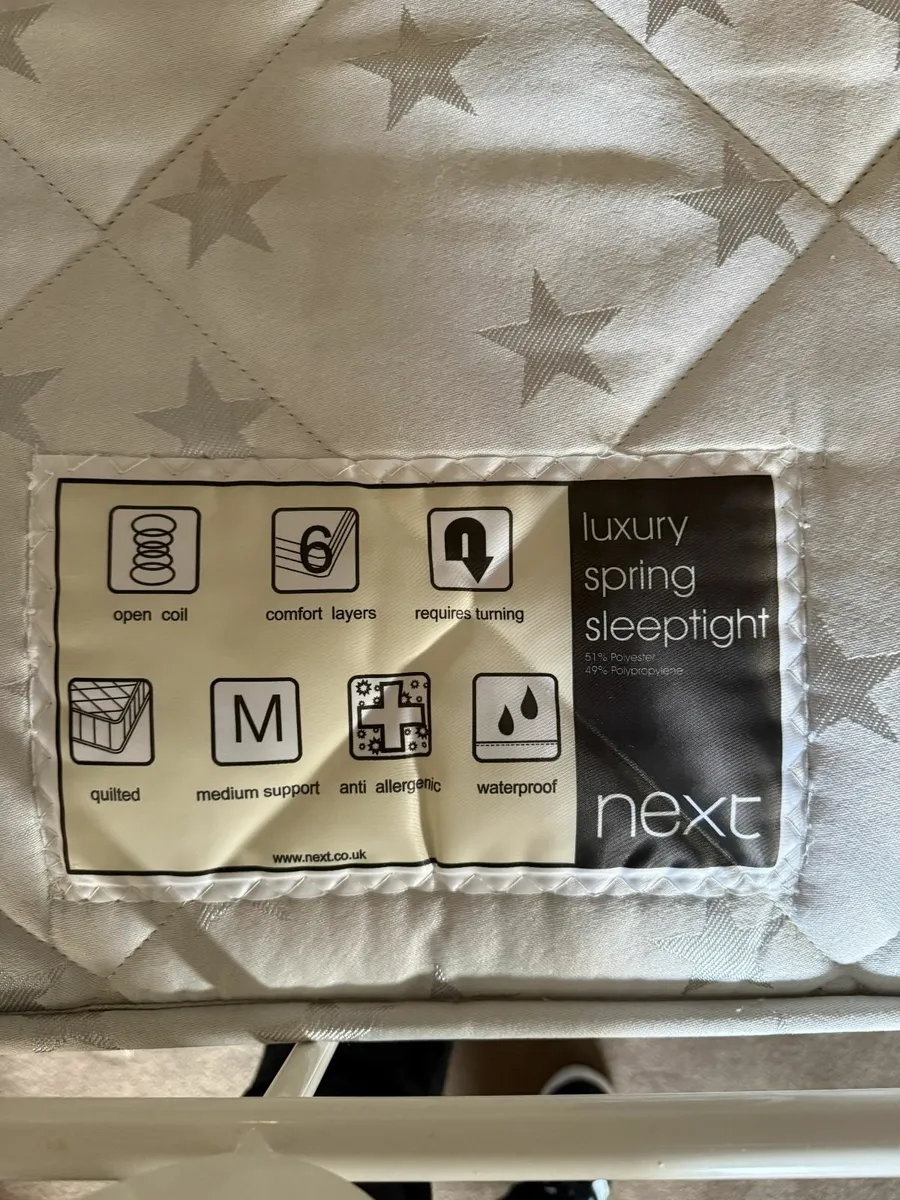 6
open coil
comfort layers
requires turning
M
quilted
medium support
anti allergenic
waterproof
www.next.co.uk
luxury
spring
sleeptight
51% Polyester
49% Polypropylene
next